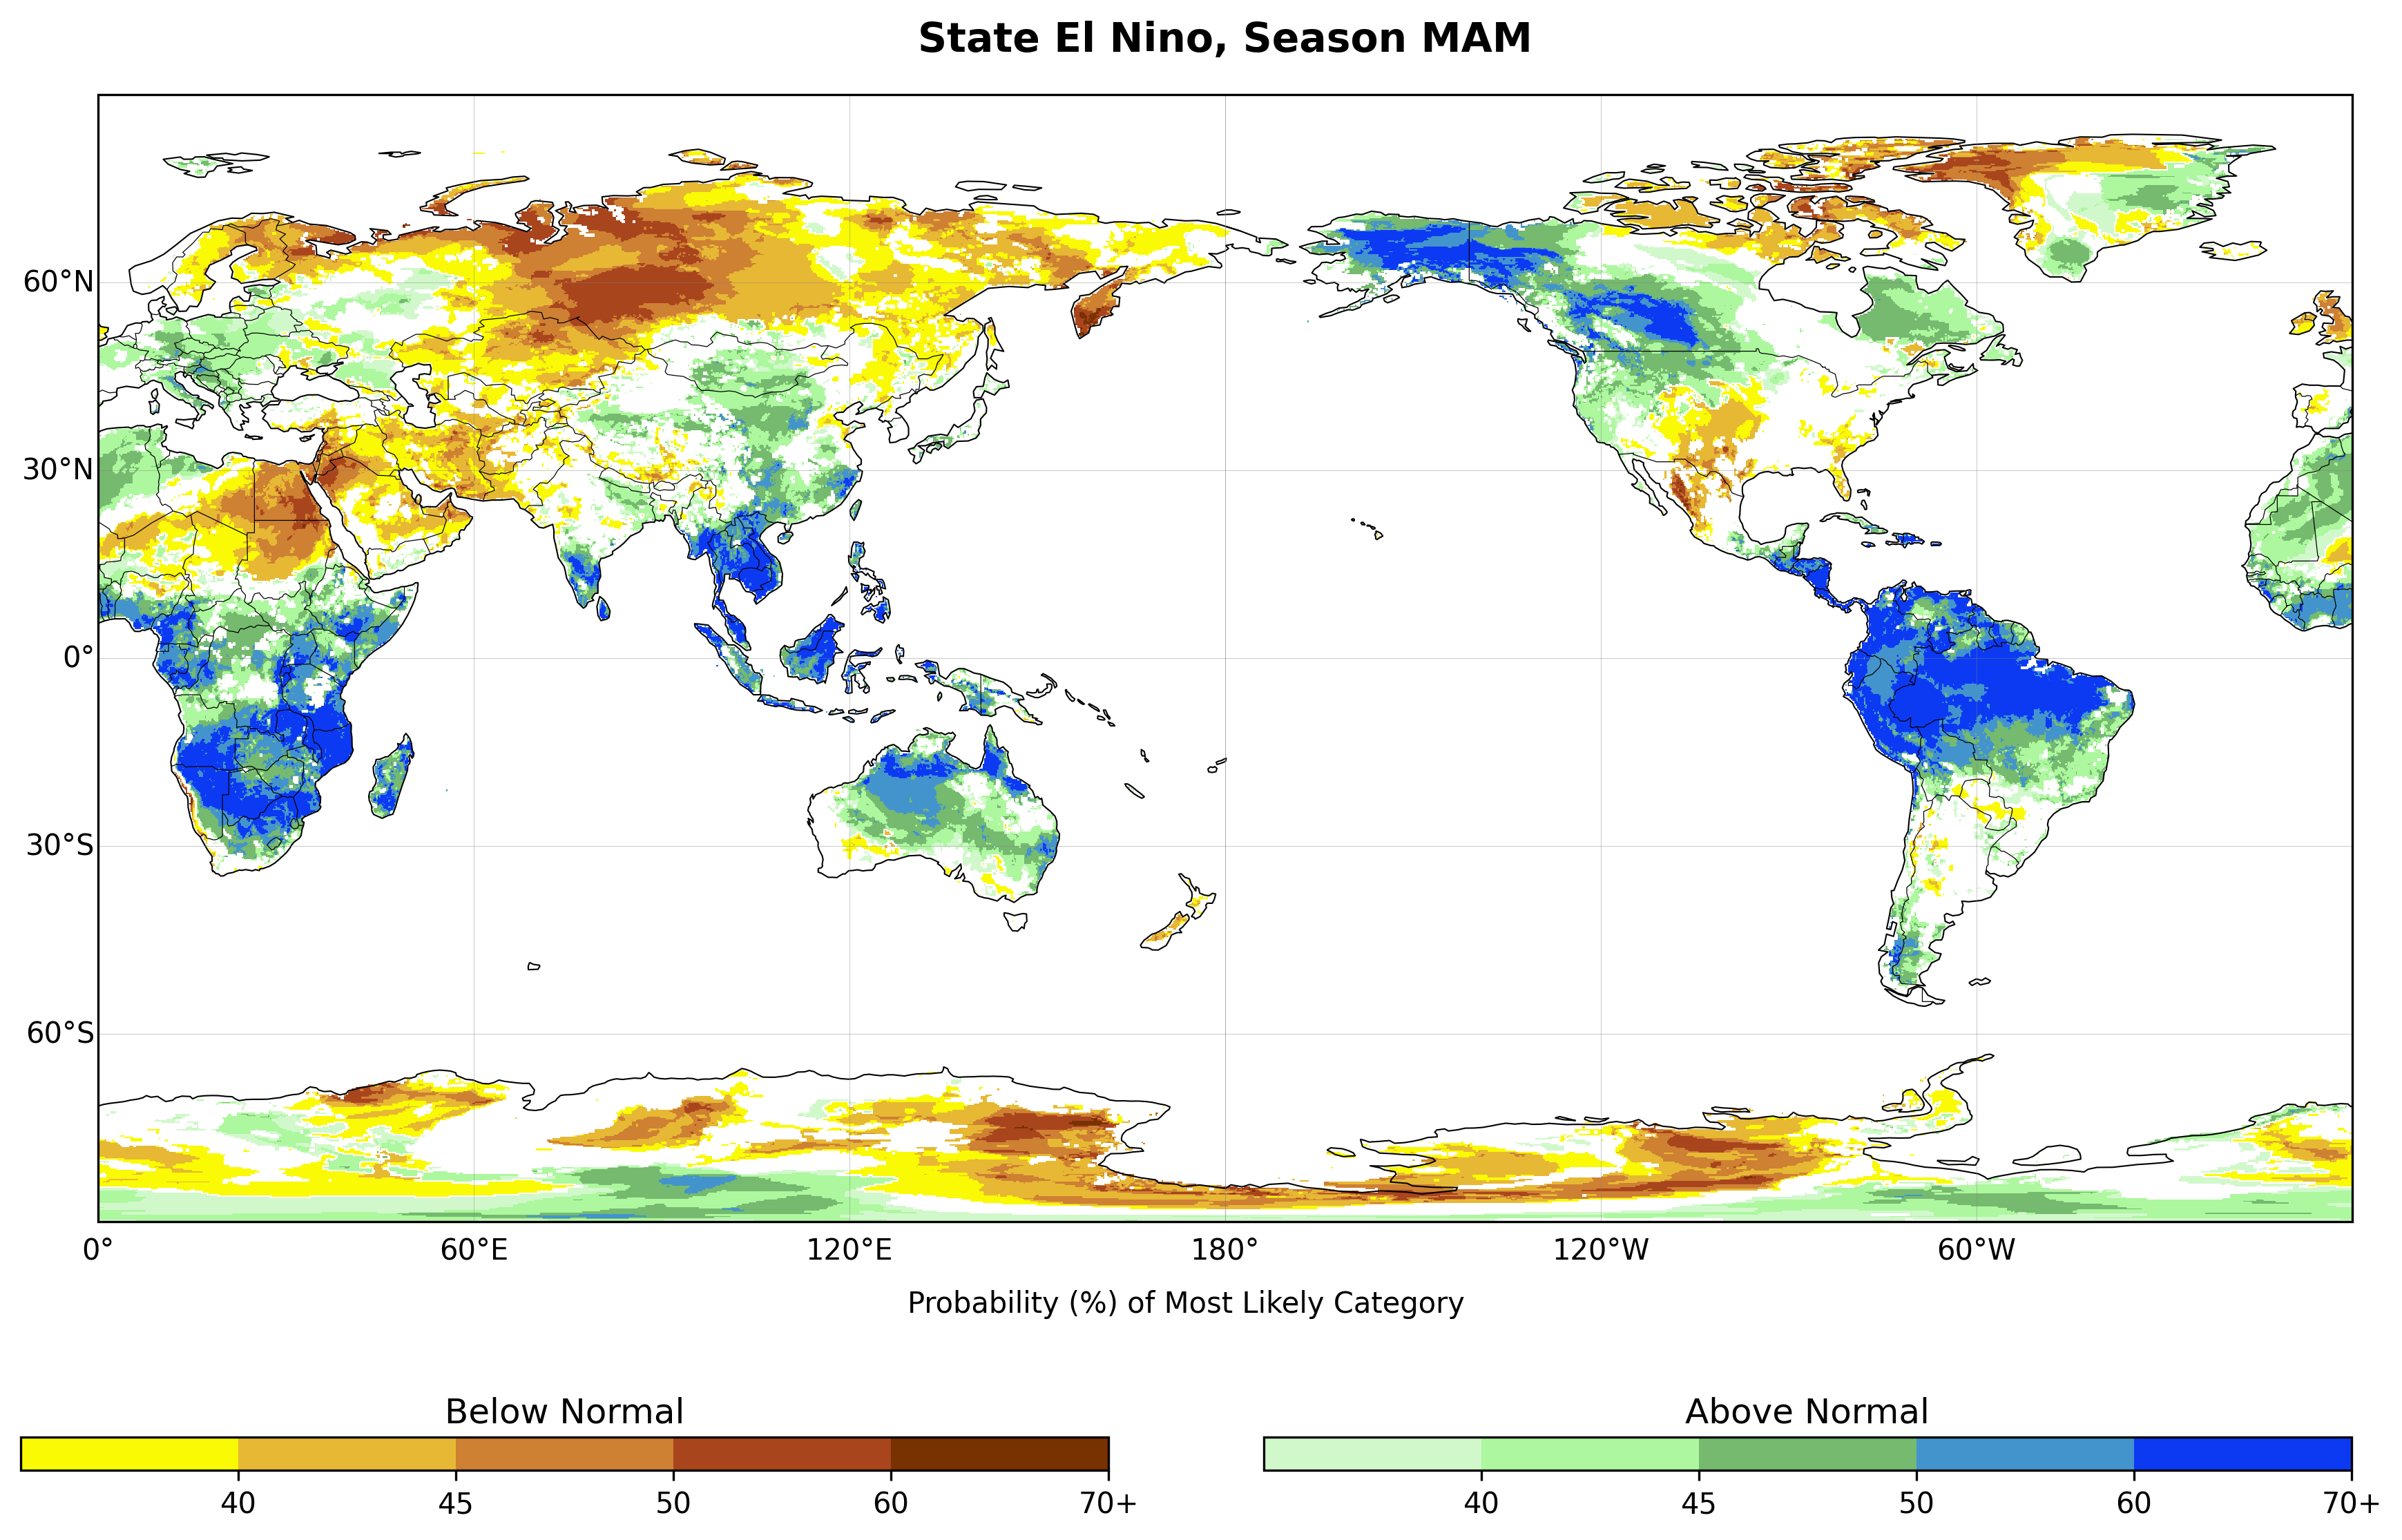 State El Nino, Season MAM
60°N
30°N
0°
30°S
60°S
0° 60°E 120°E 180° 120°W 60°W
Probability (%) of Most Likely Category
Below Normal Above Normal
40 45 50 60 70+ 40 45 50 60 70+